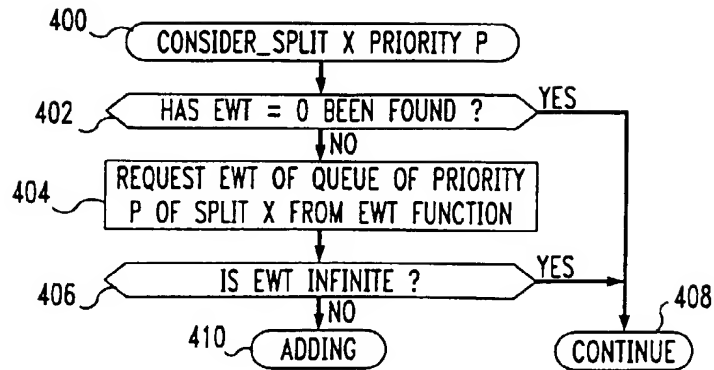 400
CONSIDER_SPLIT X PRIORITY P
402
HAS EWT = 0 BEEN FOUND ?
YES
NO
404
REQUEST EWT OF QUEUE OF PRIORITY
P OF SPLIT X FROM EWT FUNCTION
406
IS EWT INFINITE ?
YES
NO
410
ADDING
408
CONTINUE